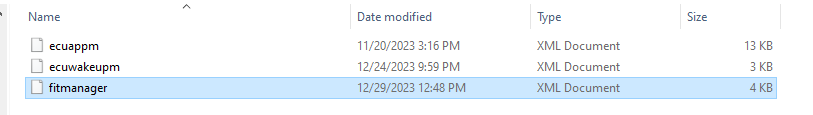 Name Date modified Type Size
ecuappm 11/20/2023 3:16 PM XML Document 13 KB
ecuwakeupm 12/24/2023 9:59 PM XML Document 3 KB
fitmanager 12/29/2023 12:48 PM XML Document 4 KB